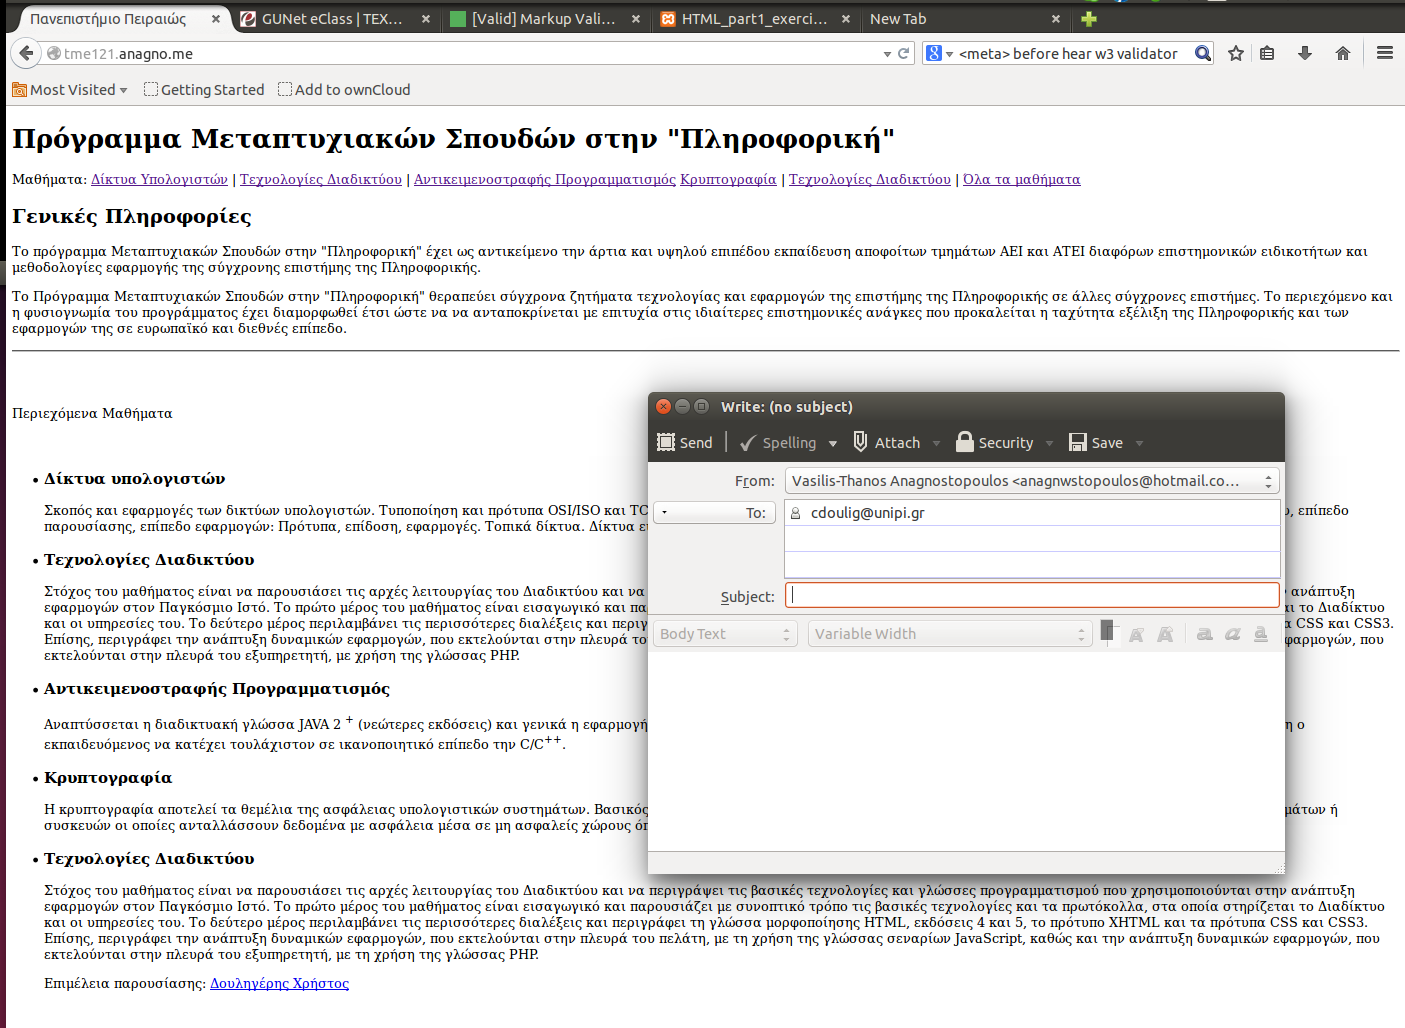 Πανεπιστήμιο Πειραιώς
GUNet eClass | TEX...
[Valid] Markup Vali...
HTML_part1_exerci...
New Tab
tme121.anagno.me
<meta> before hear w3 validator
Most Visited
Getting Started
Add to ownCloud
Πρόγραμμα Μεταπτυχιακών Σπουδών στην "Πληροφορική"
Μαθήματα: Δίκτυα Υπολογιστών | Τεχνολογίες Διαδικτύου | Αντικειμενοστραφής Προγραμματισμός Κρυπτογραφία | Τεχνολογίες Διαδικτύου | Όλα τα μαθήματα
Γενικές Πληροφορίες
Το πρόγραμμα Μεταπτυχιακών Σπουδών στην "Πληροφορική" έχει ως αντικείμενο την άρτια και υψηλού επιπέδου εκπαίδευση αποφοίτων τμημάτων ΑΕΙ και ΑΤΕΙ διαφόρων επιστημονικών ειδικοτήτων και
μεθοδολογίες εφαρμογής της σύγχρονης επιστήμης της Πληροφορικής.
Το Πρόγραμμα Μεταπτυχιακών Σπουδών στην "Πληροφορική" θεραπεύει σύγχρονα ζητήματα τεχνολογίας και εφαρμογών της επιστήμης της Πληροφορικής σε άλλες σύγχρονες επιστήμες. Το περιεχόμενο και
η φυσιογνωμία του προγράμματος έχει διαμορφωθεί έτσι ώστε να να ανταποκρίνεται με επιτυχία στις ιδιαίτερες επιστημονικές ανάγκες που προκαλείται η ταχύτητα εξέλιξη της Πληροφορικής και των
εφαρμογών της σε ευρωπαϊκό και διεθνές επίπεδο.
Περιεχόμενα Μαθήματα
• Δίκτυα υπολογιστών
Σκοπός και εφαρμογές των δικτύων υπολογιστών. Τυποποίηση και πρότυπα OSI/ISO και TC υ, επίπεδο
παρουσίασης, επίπεδο εφαρμογών: Πρότυπα, επίδοση, εφαρμογές. Τοπικά δίκτυα. Δίκτυα ευ
• Τεχνολογίες Διαδικτύου
Στόχος του μαθήματος είναι να παρουσιάσει τις αρχές λειτουργίας του Διαδικτύου και να ν ανάπτυξη
εφαρμογών στον Παγκόσμιο Ιστό. Το πρώτο μέρος του μαθήματος είναι εισαγωγικό και πα αι το Διαδίκτυο
και οι υπηρεσίες του. Το δεύτερο μέρος περιλαμβάνει τις περισσότερες διαλέξεις και περιγ α CSS και CSS3.
Επίσης, περιγράφει την ανάπτυξη δυναμικών εφαρμογών, που εκτελούνται στην πλευρά το φαρμογών, που
εκτελούνται στην πλευρά του εξυπηρετητή, με χρήση της γλώσσας PHP.
• Αντικειμενοστραφής Προγραμματισμός
Αναπτύσσεται η διαδικτυακή γλώσσα JAVA 2 + (νεώτερες εκδόσεις) και γενικά η εφαρμογή η ο
εκπαιδευόμενος να κατέχει τουλάχιστον σε ικανοποιητικό επίπεδο την C/C++.
• Κρυπτογραφία
Η κρυπτογραφία αποτελεί τα θεμέλια της ασφάλειας υπολογιστικών συστημάτων. Βασικός μάτων ή
συσκευών οι οποίες ανταλλάσσουν δεδομένα με ασφάλεια μέσα σε μη ασφαλείς χώρους όπ
• Τεχνολογίες Διαδικτύου
Στόχος του μαθήματος είναι να παρουσιάσει τις αρχές λειτουργίας του Διαδικτύου και να περιγράψει τις βασικές τεχνολογίες και γλώσσες προγραμματισμού που χρησιμοποιούνται στην ανάπτυξη
εφαρμογών στον Παγκόσμιο Ιστό. Το πρώτο μέρος του μαθήματος είναι εισαγωγικό και παρουσιάζει με συνοπτικό τρόπο τις βασικές τεχνολογίες και τα πρωτόκολλα, στα οποία στηρίζεται το Διαδίκτυο
και οι υπηρεσίες του. Το δεύτερο μέρος περιλαμβάνει τις περισσότερες διαλέξεις και περιγράφει τη γλώσσα μορφοποίησης HTML, εκδόσεις 4 και 5, το πρότυπο XHTML και τα πρότυπα CSS και CSS3.
Επίσης, περιγράφει την ανάπτυξη δυναμικών εφαρμογών, που εκτελούνται στην πλευρά του πελάτη, με τη χρήση της γλώσσας σεναρίων JavaScript, καθώς και την ανάπτυξη δυναμικών εφαρμογών, που
εκτελούνται στην πλευρά του εξυπηρετητή, με τη χρήση της γλώσσας PHP.
Επιμέλεια παρουσίασης: Δουληγέρης Χρήστος
Write: (no subject)
Send
Spelling
Attach
Security
Save
From: Vasilis-Thanos Anagnostopoulos <anagnwstopoulos@hotmail.co...
To: cdoulig@unipi.gr
Subject:
Body Text
Variable Width